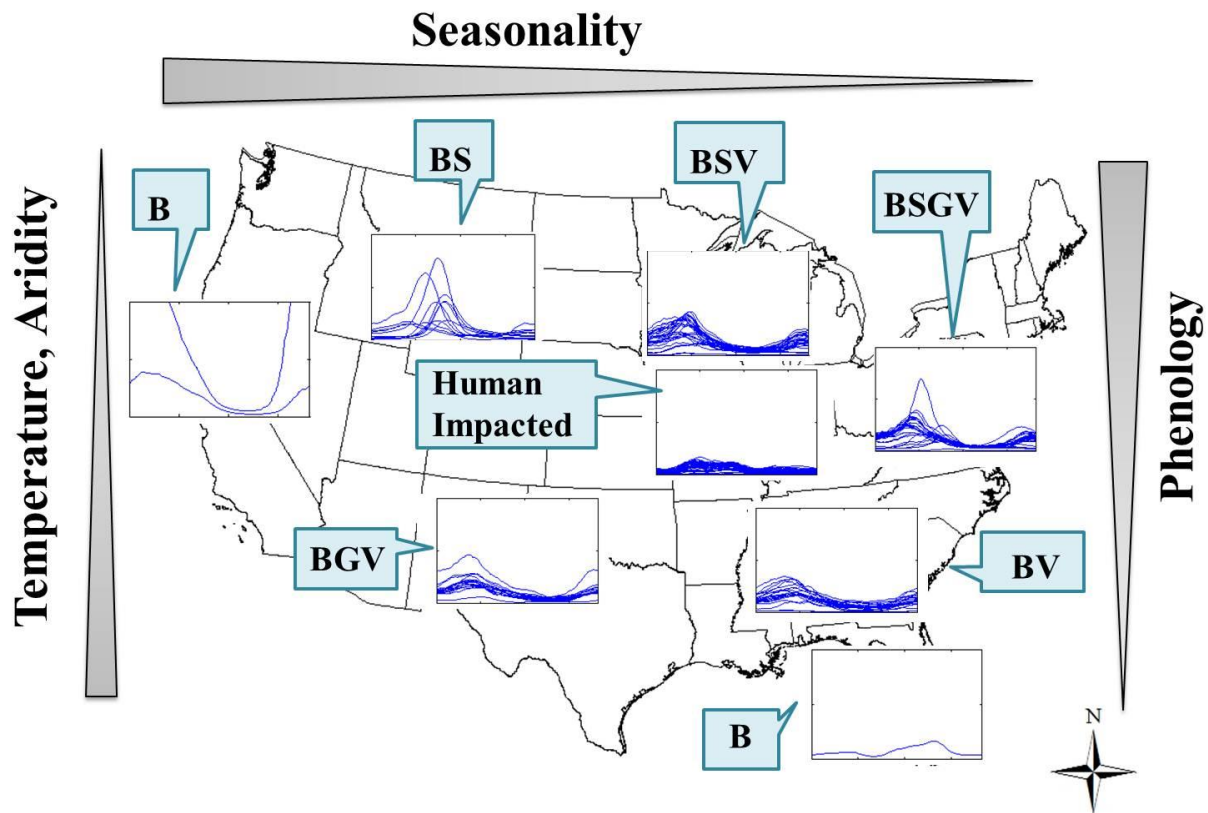 Seasonality
BS
BSV
B
BSGV
Temperature, Aridity
Phenology
Human
Impacted
BGV
BV
B
N